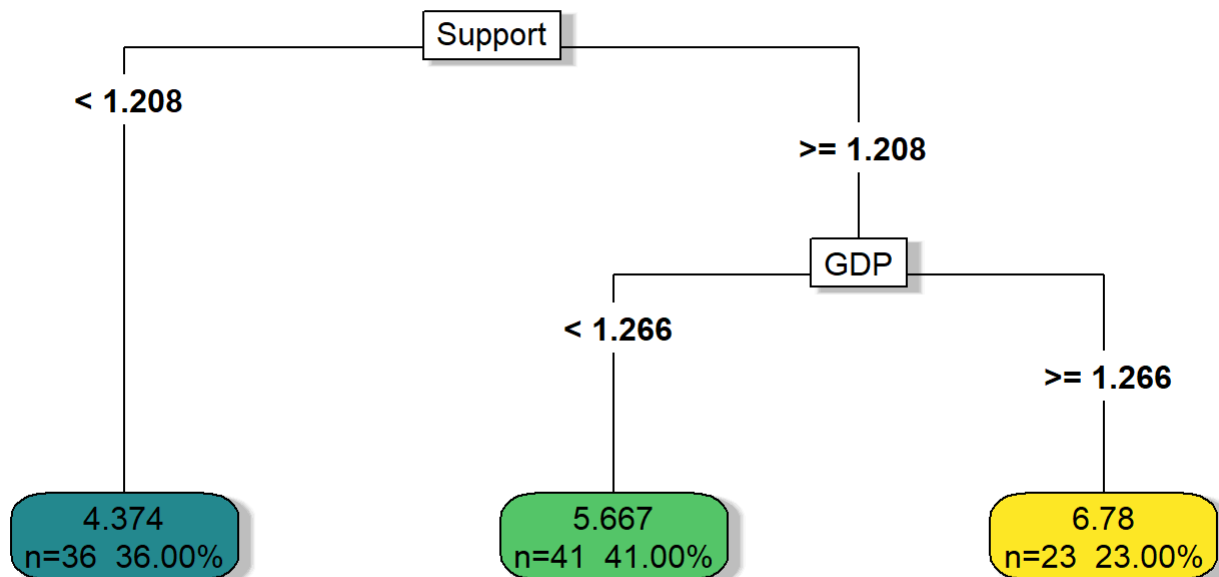 Support
< 1.208
>= 1.208
GDP
< 1.266
>= 1.266
4.374
n=36 36.00%
5.667
n=41 41.00%
6.78
n=23 23.00%